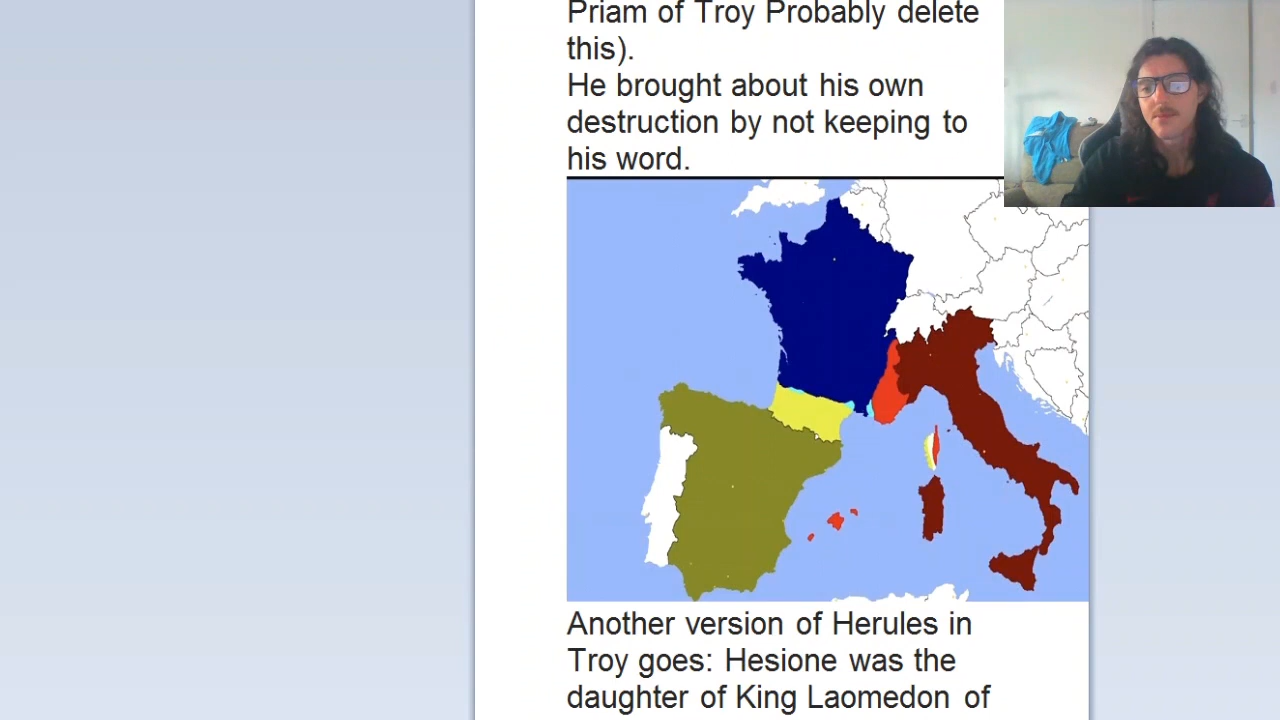 Priam of Troy Probably delete
this).
He brought about his own
destruction by not keeping to
his word.
Another version of Herules in
Troy goes: Hesione was the
daughter of King Laomedon of